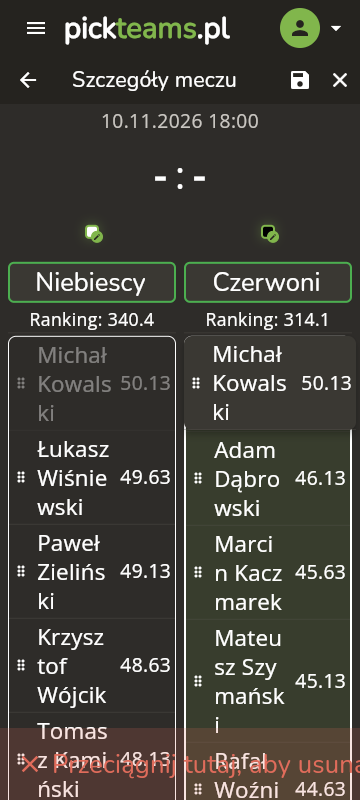 pickteams.pl
Szczegóły meczu
10.11.2026 18:00
- : -
Niebiescy
Czerwoni
Ranking: 340.4
Ranking: 314.1
Michał
Kowals
ki
50.13
Łukasz
Wiśnie
wski
49.63
Paweł
Zielińs
ki
49.13
Krzysz
tof
Wójcik
48.63
Tomas
z Kami
ński
48.13
Michał
Kowals
ki
50.13
Adam
Dąbro
wski
46.13
Marci
n Kacz
marek
45.63
Mateu
sz Szy
mańsk
i
45.13
Rafał
Woźni
44.63
Przeciągnij tutaj, aby usuną